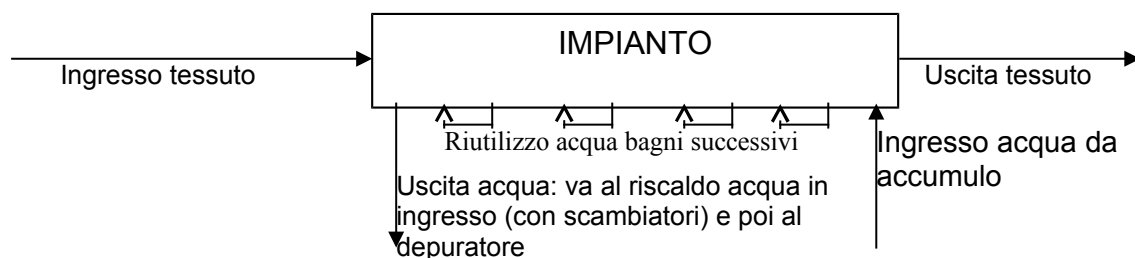 IMPIANTO
Ingresso tessuto
Uscita tessuto
Riutilizzo acqua bagni successivi
Ingresso acqua da
accumulo
Uscita acqua: va al riscaldo acqua in
ingresso (con scambiatori) e poi al
depuratore